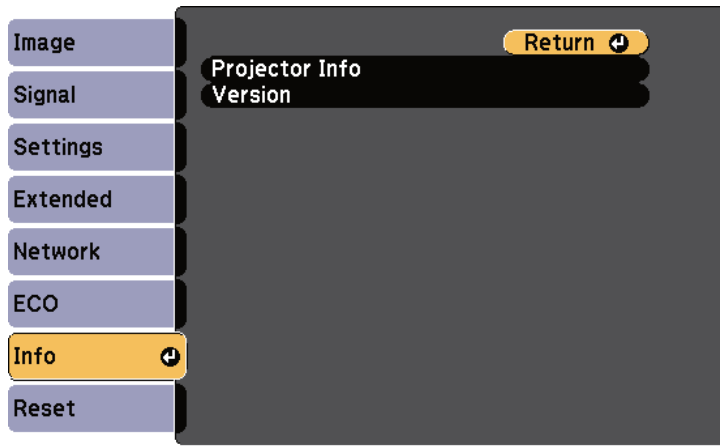 Image
Signal
Settings
Extended
Network
ECO
Info
Reset
Return
Projector Info
Version